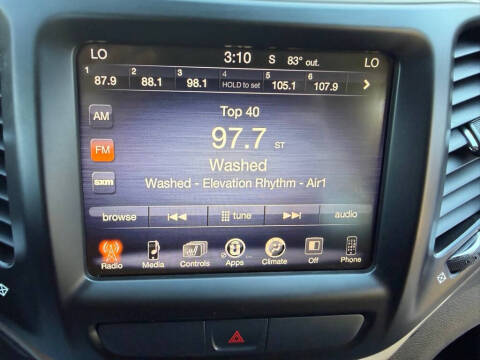 LO 3:10 S 83° out. LO
1 87.9 2 88.1 3 98.1 4 HOLD to set 5 105.1 6 107.9
AM
Top 40
FM
97.7 ST
Washed
sxm
Washed - Elevation Rhythm - Air1
browse tune audio
Radio Media Controls Apps Climate Off Phone